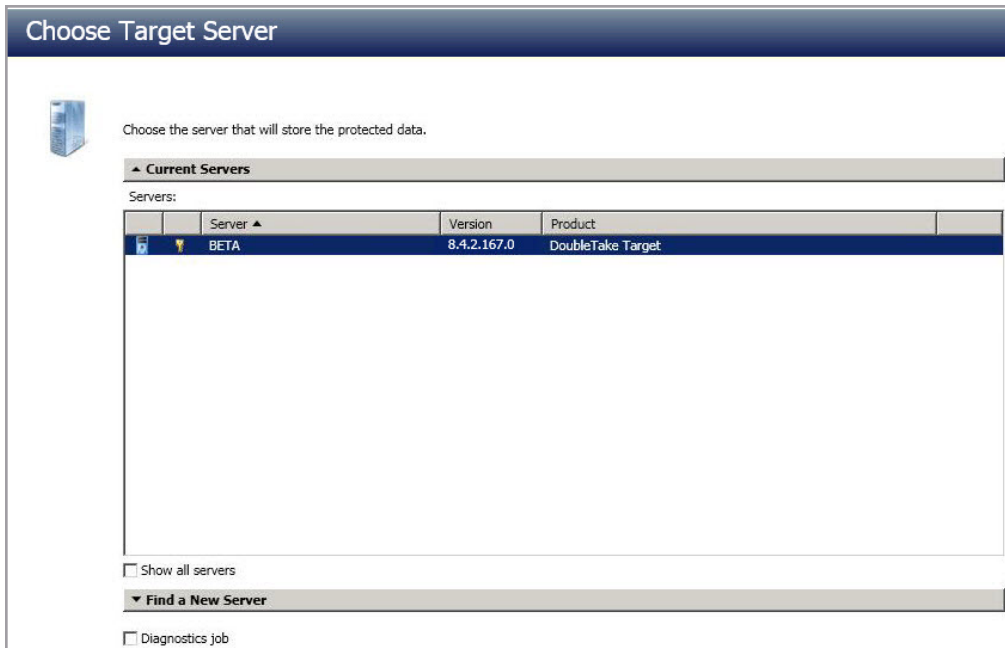 Choose Target Server
Choose the server that will store the protected data.
Current Servers
Servers:
Server Version Product
BETA 8.4.2.167.0 DoubleTake Target
Show all servers
Find a New Server
Diagnostics job